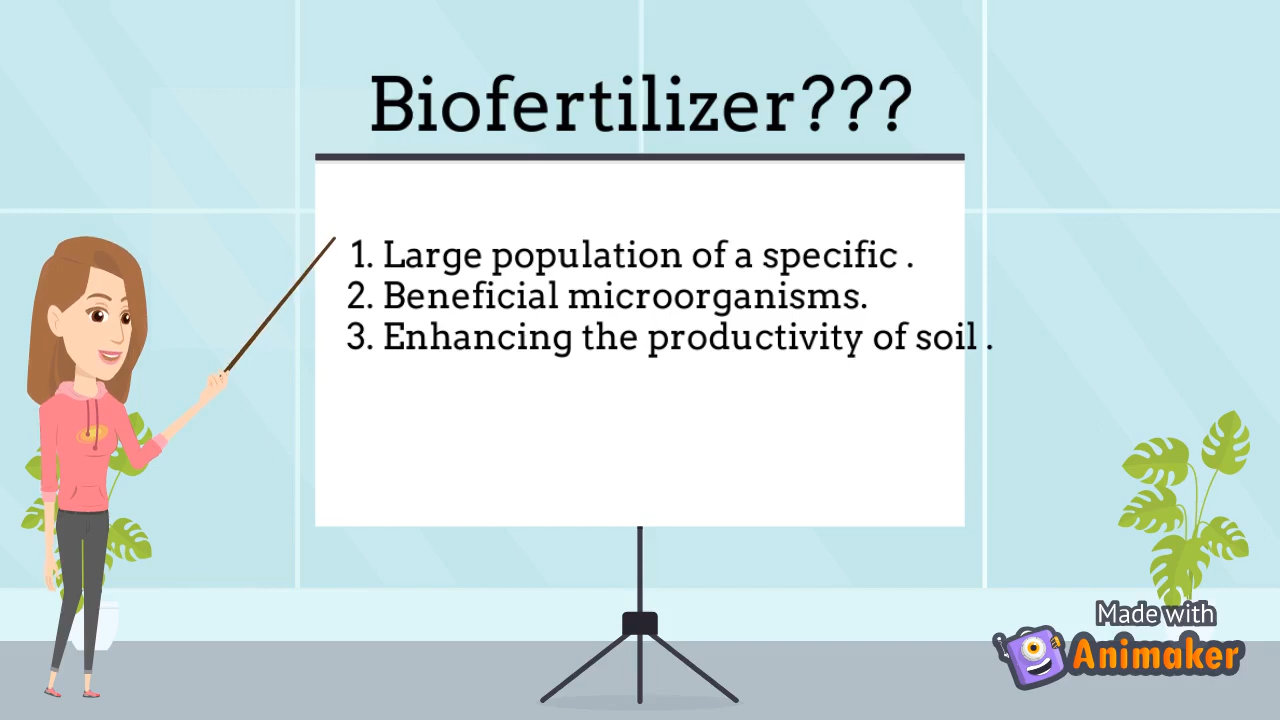 Biofertilizer???
1. Large population of a specific .
2. Beneficial microorganisms.
3. Enhancing the productivity of soil .
Made with
Animaker